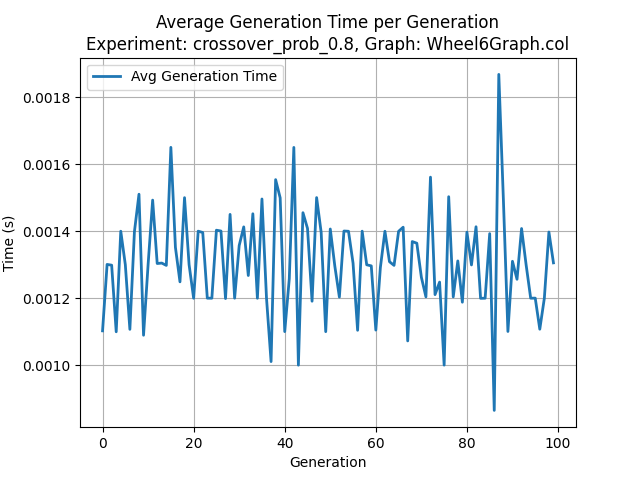 Average Generation Time per Generation
Experiment: crossover_prob_0.8, Graph: Wheel6Graph.col
Avg Generation Time
0.0018
0.0016
0.0014
0.0012
0.0010
Time (s)
0 20 40 60 80 100
Generation